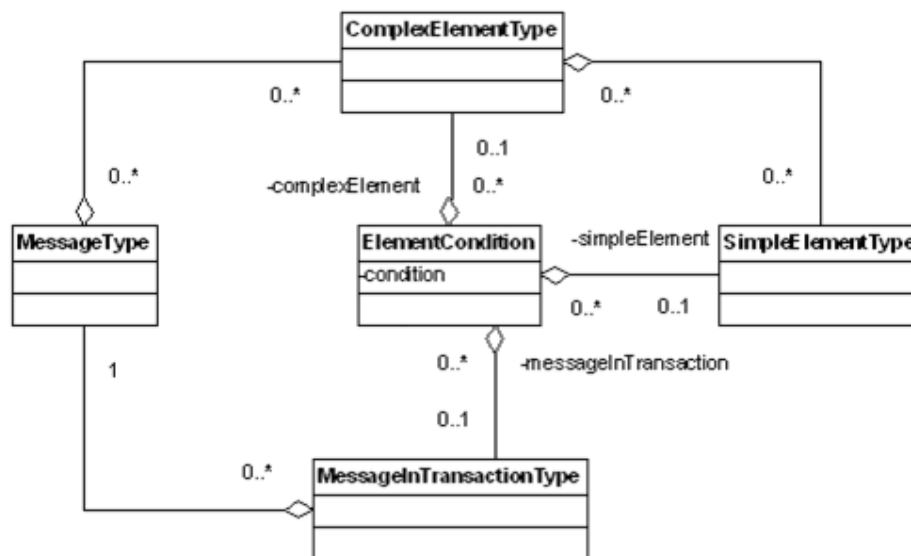 ComplexElementType
0..*
0..*
0..1
0..*
-complexElement
0..*
0..*
MessageType
ElementCondition
-condition
-simpleElement
SimpleElementType
0..*
0..1
1
0..*
-messageInTransaction
0..1
0..*
MessageInTransactionType